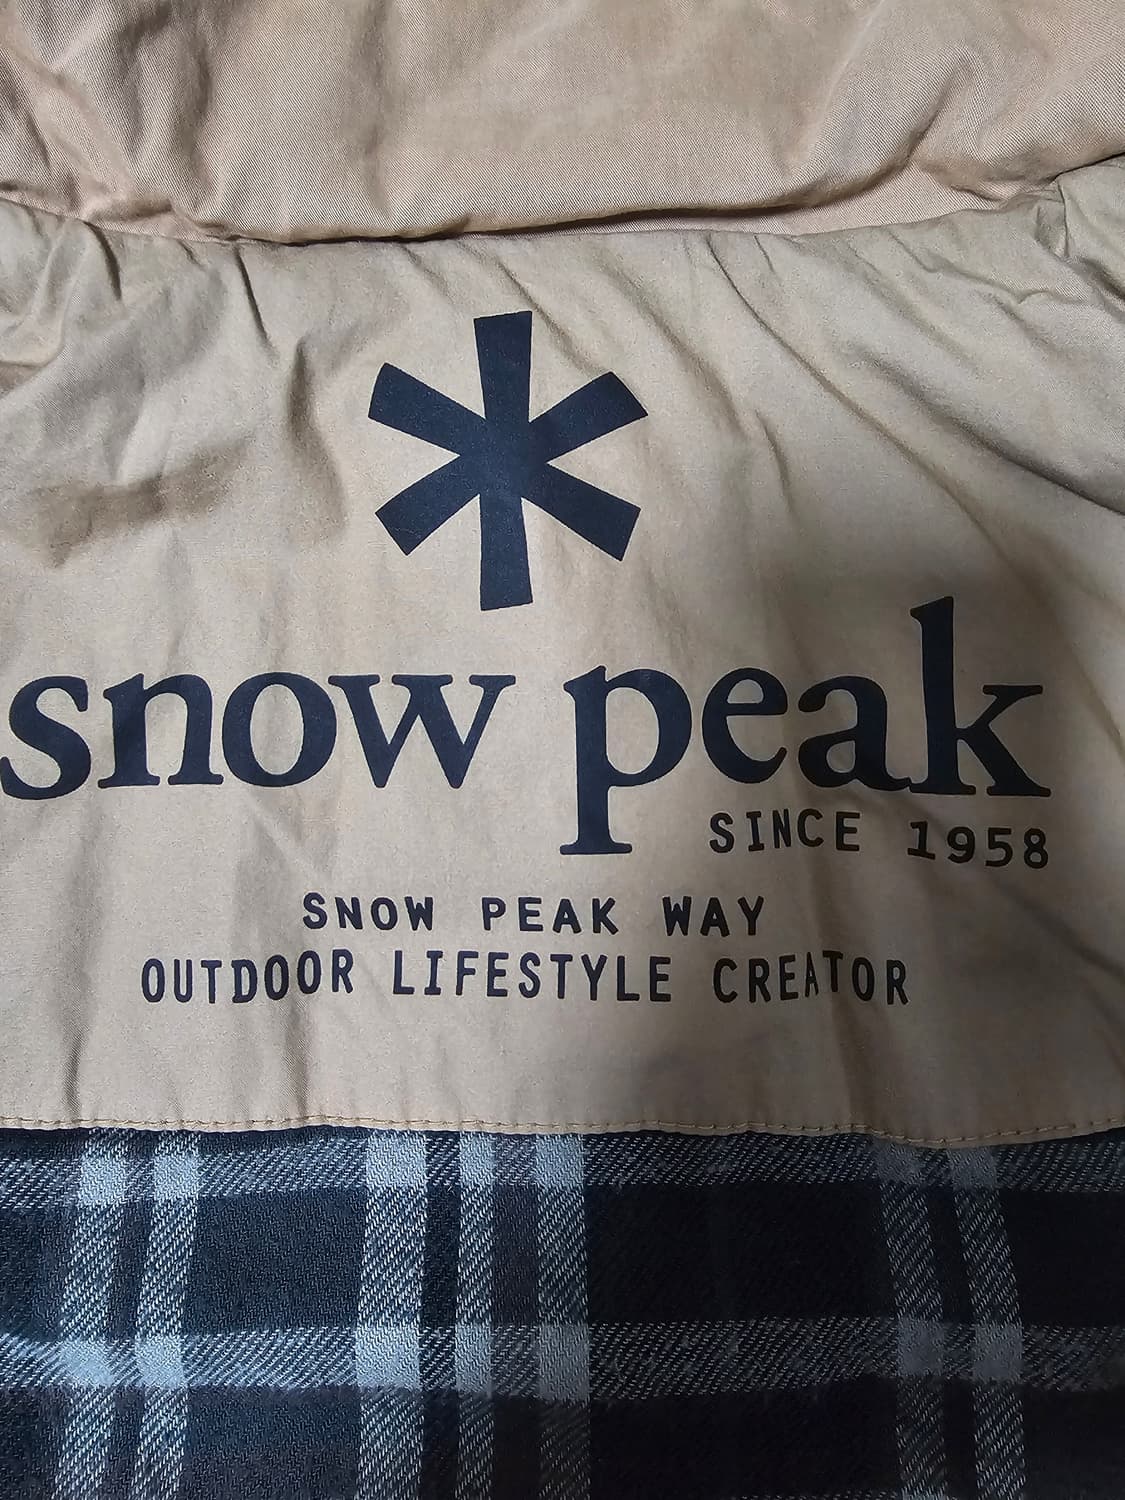 snow peak
SINCE 1958
SNOW PEAK WAY
OUTDOOR LIFESTYLE CREATOR